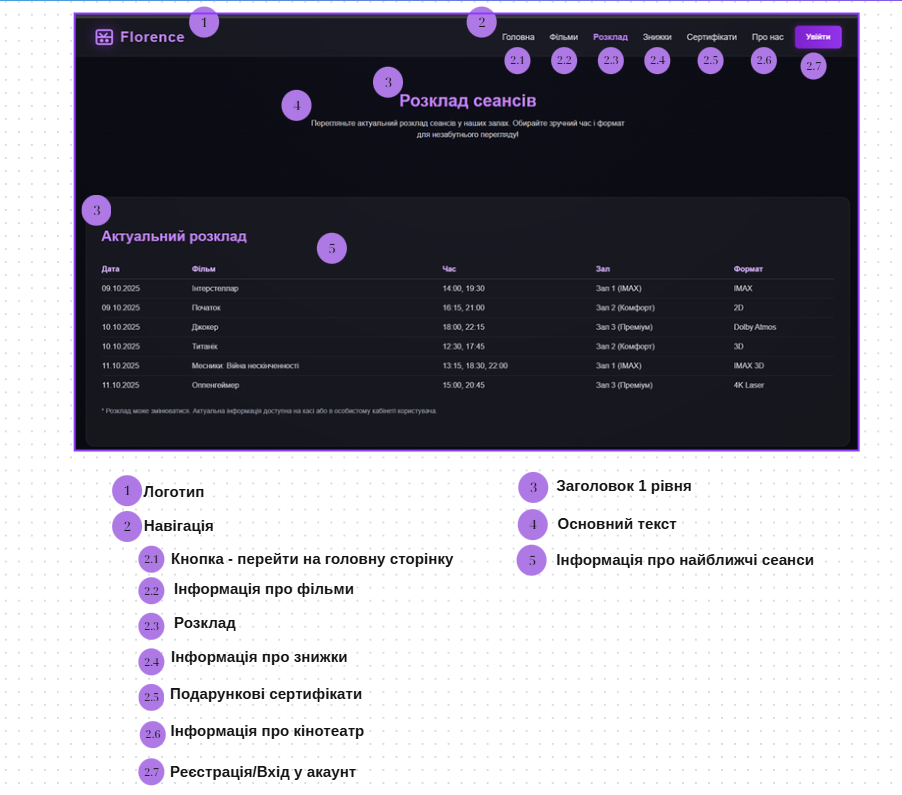 1
2
Florence
Головна Фільми Розклад Знижки Сертифікати Про нас Увійти
2.1 2.2 2.3 2.4 2.5 2.6 2.7
3
Розклад сеансів
4
Перегляньте актуальний розклад сеансів у наших залах. Обирайте зручний час і формат
для незабутнього перегляду!
3
Актуальний розклад
5
Дата Фільм Час Зал Формат
09.10.2025 Інтерстеллар 14:00, 19:30 Зал 1 (IMAX) IMAX
09.10.2025 Початок 16:15, 21:00 Зал 2 (Комфорт) 2D
10.10.2025 Джокер 18:00, 22:15 Зал 3 (Преміум) Dolby Atmos
10.10.2025 Титанік 12:30, 17:45 Зал 2 (Комфорт) 3D
11.10.2025 Месники: Війна нескінченності 13:15, 18:30, 22:00 Зал 1 (IMAX) IMAX 3D
11.10.2025 Оппенгеймер 15:00, 20:45 Зал 3 (Преміум) 4K Laser
* Розклад може змінюватися. Актуальна інформація доступна на касі або в особистому кабінеті користувача.
1 Логотип
2 Навігація
2.1 Кнопка - перейти на головну сторінку
2.2 Інформація про фільми
2.3 Розклад
2.4 Інформація про знижки
2.5 Подарункові сертифікати
2.6 Інформація про кінотеатр
2.7 Реєстрація/Вхід у акаунт
3 Заголовок 1 рівня
4 Основний текст
5 Інформація про найближчі сеанси